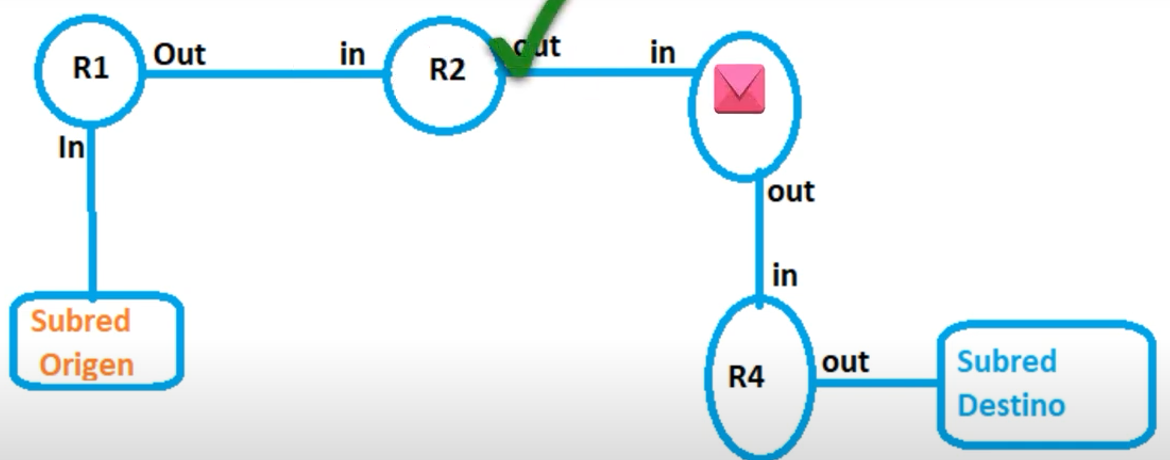 R1
Out
in
R2
out
in
In
out
in
Subred
Origen
R4
out
Subred
Destino